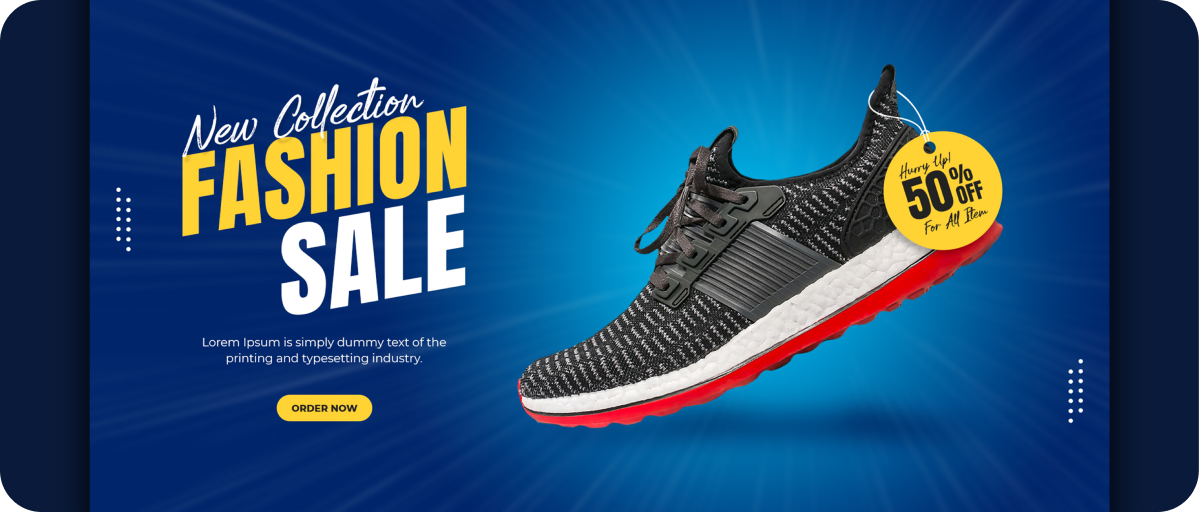 New Collection
FASHION
SALE
Lorem Ipsum is simply dummy text of the
printing and typesetting industry.
ORDER NOW
Hurry Up!
50% OFF
For All Item